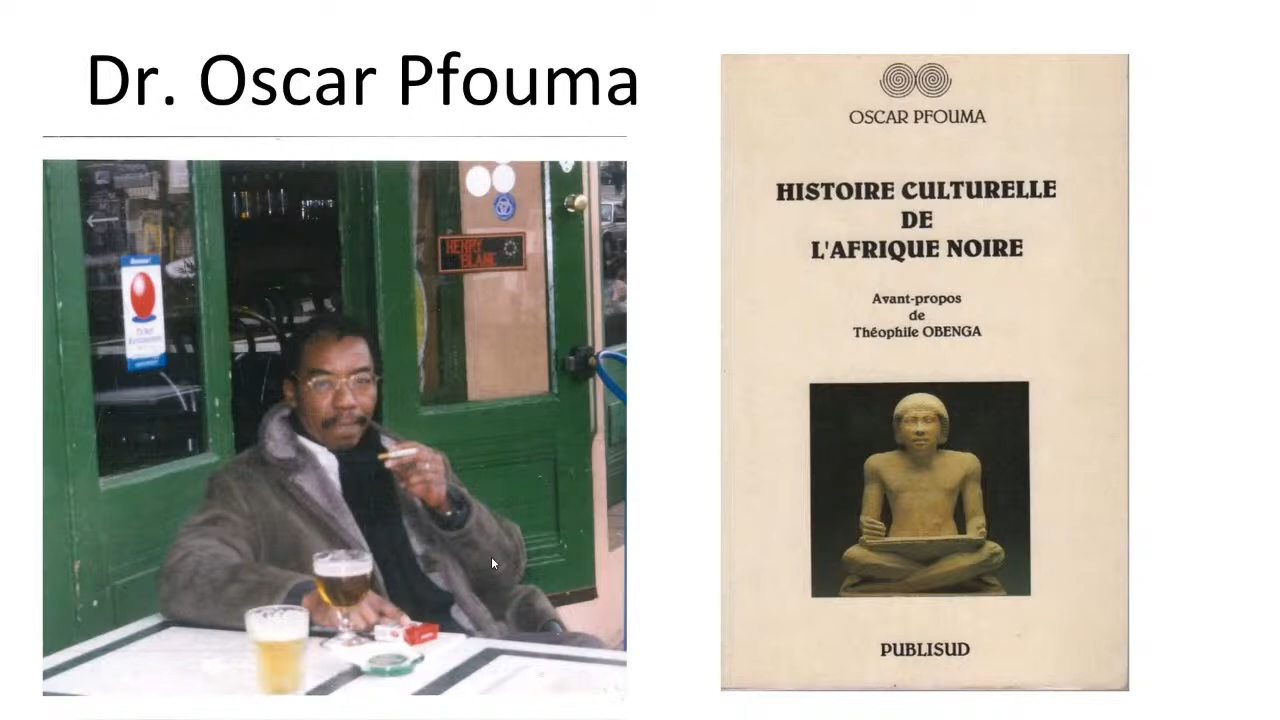 Dr. Oscar Pfouma
HENRY
BLANC
OSCAR PFOUMA
HISTOIRE CULTURELLE
DE
L'AFRIQUE NOIRE
Avant-propos
de
Théophile OBENGA
PUBLISUD